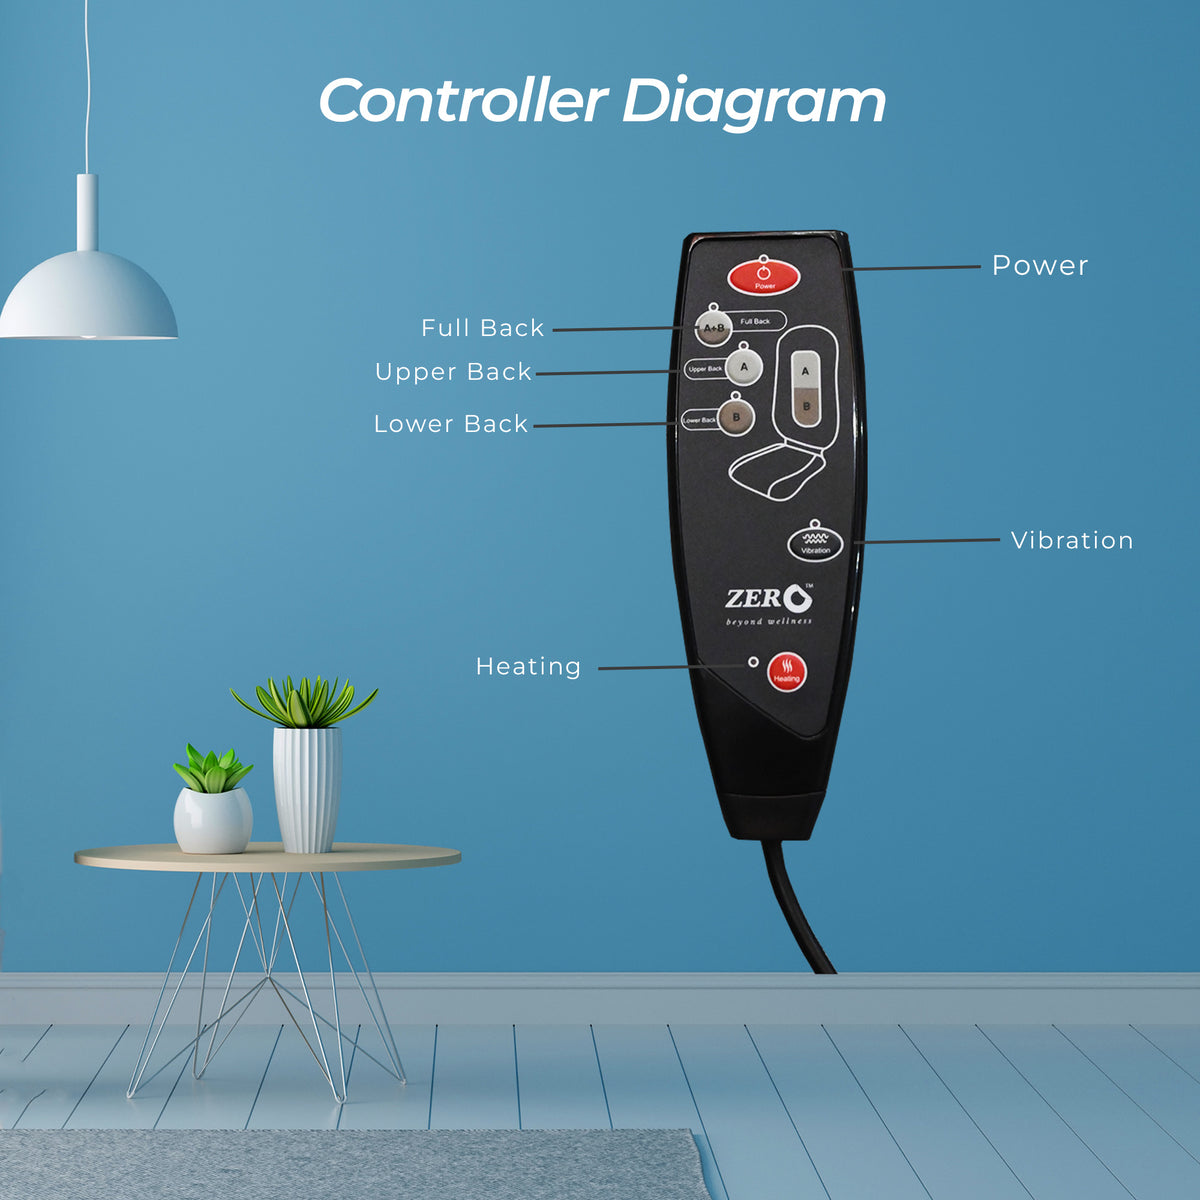 Controller Diagram
Power
Power
A+B
Full Back
Full Back
Upper Back
Upper Back
A
A
Lower Back
Lower Back
B
B
Vibration
Vibration
ZERO™
beyond wellness
Heating
Heating